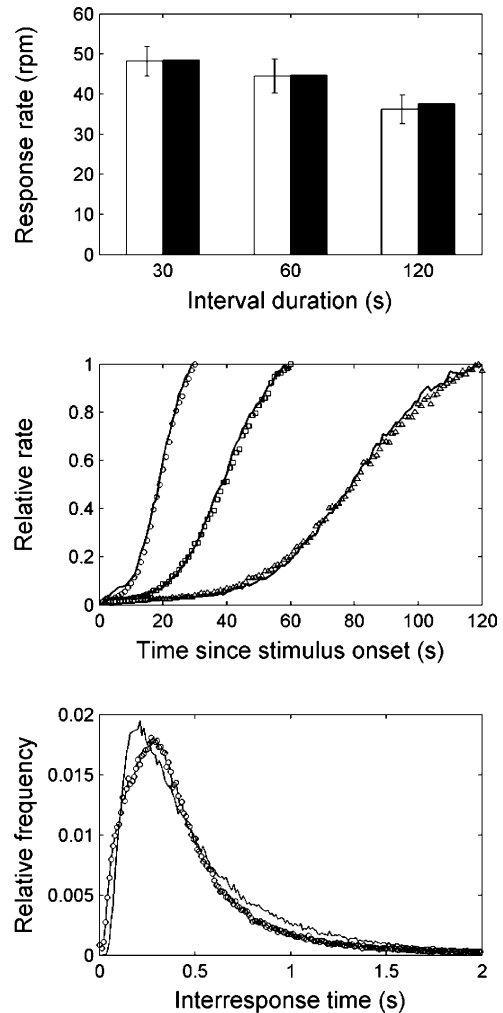 60
50
40
30
20
10
0
Response rate (rpm)
30 60 120
Interval duration (s)
1
0.8
0.6
0.4
0.2
0
Relative rate
0 20 40 60 80 100 120
Time since stimulus onset (s)
0.02
0.015
0.01
0.005
0
Relative frequency
0 0.5 1 1.5 2
Interresponse time (s)